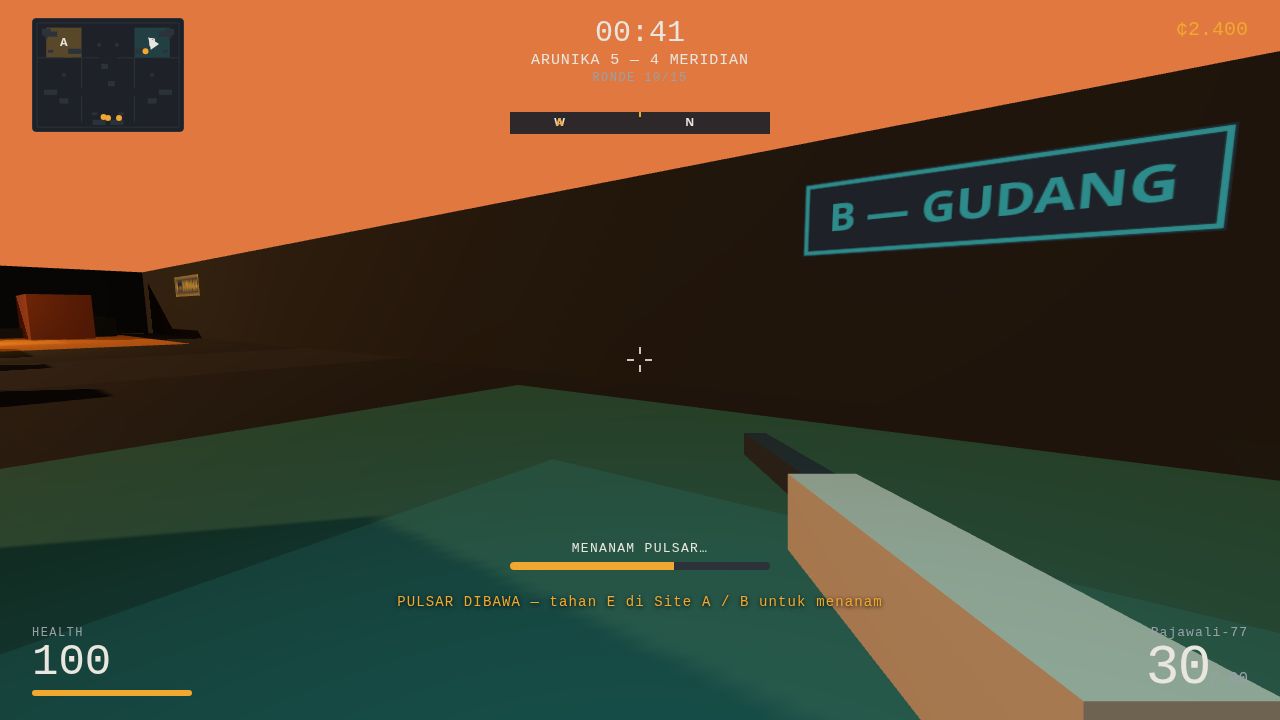 A
B
00:41
ARUNIKA 5 — 4 MERIDIAN
RONDE 10/15
¢2.400
W N
B — GUDANG
MENANAM PULSAR…
PULSAR DIBAWA — tahan E di Site A / B untuk menanam
HEALTH
100
Rajawali-77
30